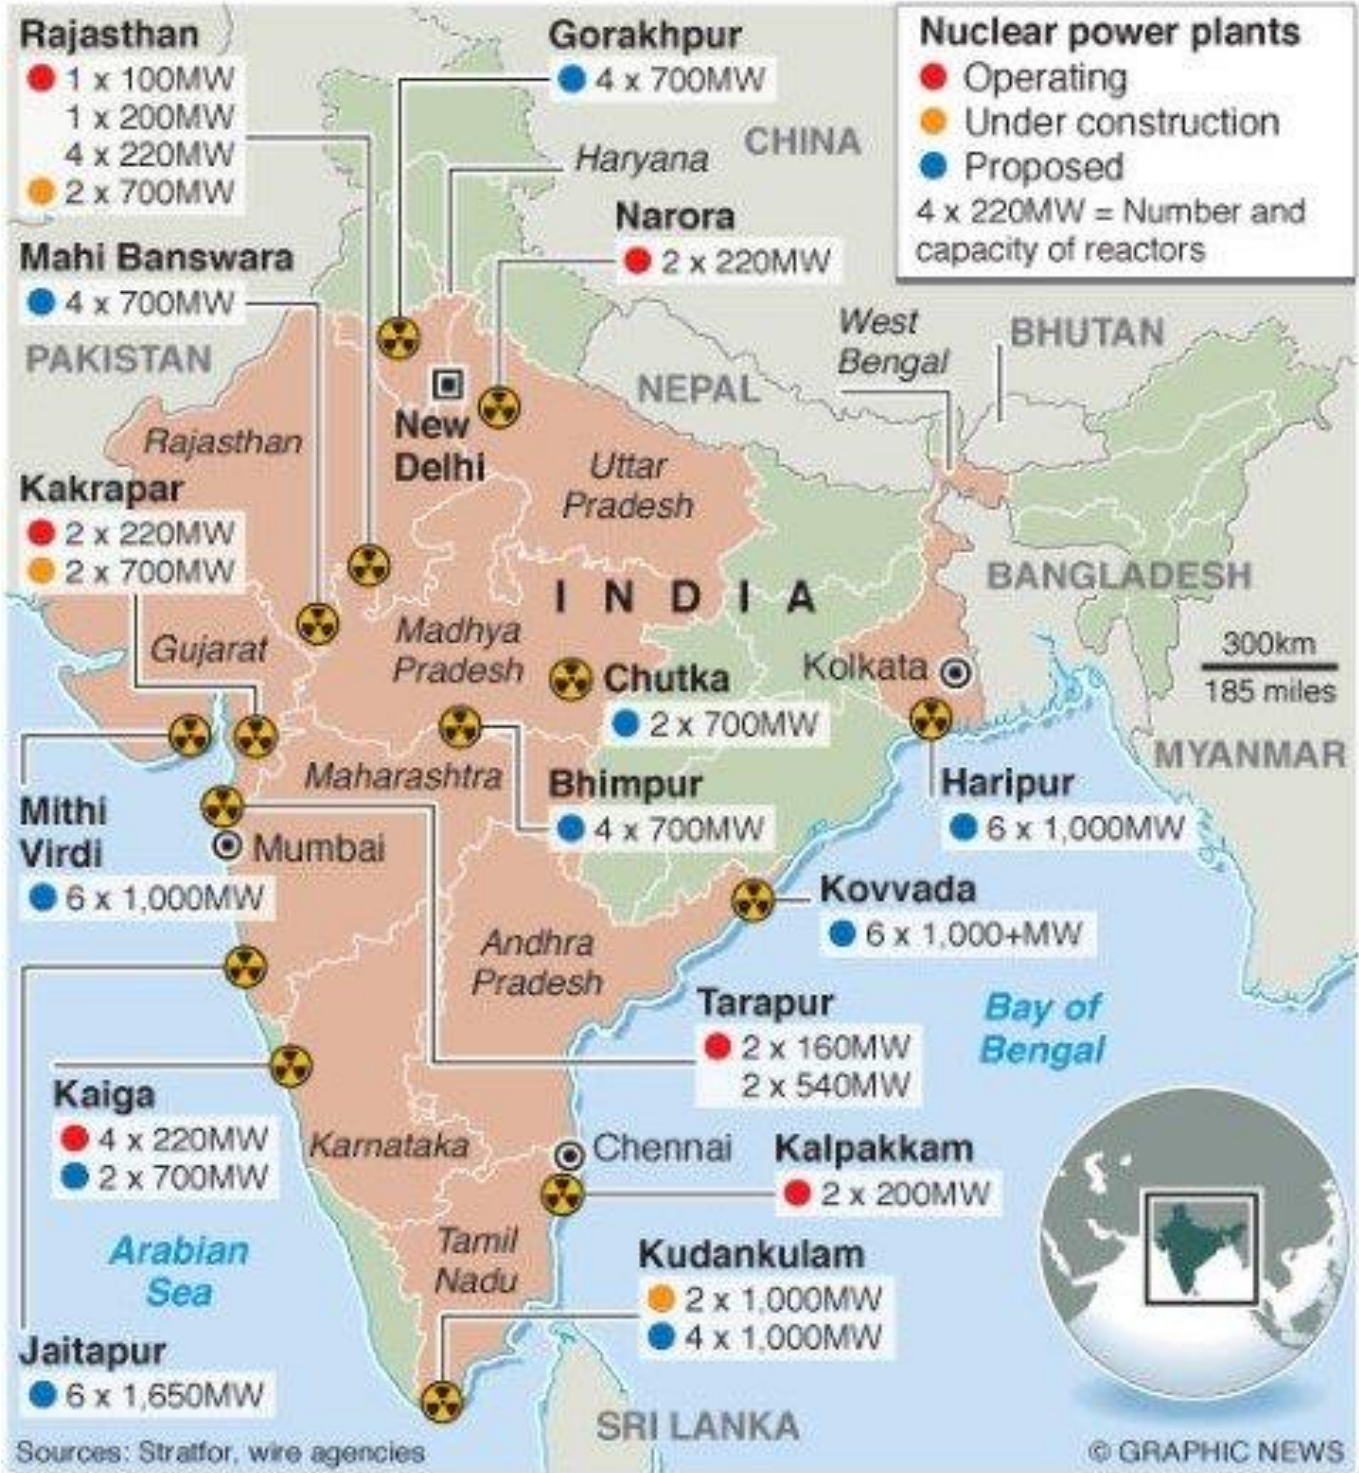 Rajasthan
1 x 100MW
1 x 200MW
4 x 220MW
2 x 700MW
Gorakhpur
4 x 700MW
Nuclear power plants
Operating
Under construction
Proposed
4 x 220MW = Number and
capacity of reactors
CHINA
Haryana
Narora
2 x 220MW
Mahi Banswara
4 x 700MW
PAKISTAN
West
Bengal
BHUTAN
NEPAL
New
Delhi
Rajasthan
Uttar
Pradesh
Kakrapar
2 x 220MW
2 x 700MW
INDIA
BANGLADESH
Gujarat
Madhya
Pradesh
Chutka
2 x 700MW
Kolkata
300km
185 miles
MYANMAR
Maharashtra
Bhimpur
4 x 700MW
Haripur
6 x 1,000MW
Mithi
Virdi
6 x 1,000MW
Mumbai
Kovvada
6 x 1,000+MW
Andhra
Pradesh
Tarapur
2 x 160MW
2 x 540MW
Bay of
Bengal
Kaiga
4 x 220MW
2 x 700MW
Karnataka
Chennai
Kalpakkam
2 x 200MW
Arabian
Sea
Tamil
Nadu
Kudankulam
2 x 1,000MW
4 x 1,000MW
Jaitapur
6 x 1,650MW
SRI LANKA
Sources: Stratfor, wire agencies
© GRAPHIC NEWS